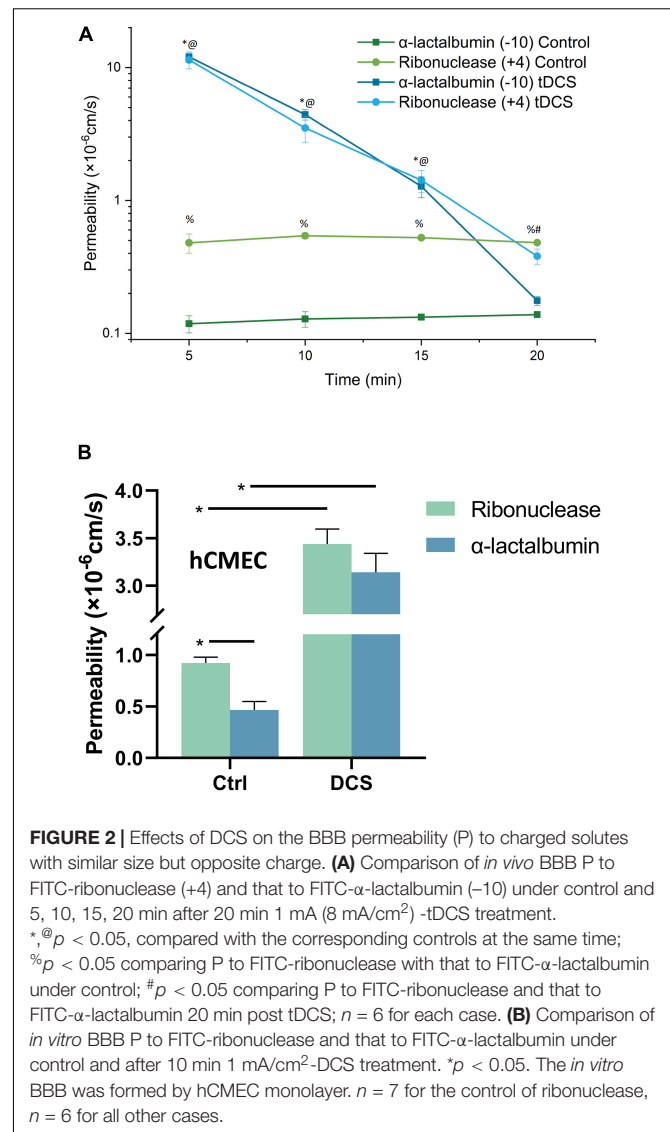 A
α-lactalbumin (-10) Control
Ribonuclease (+4) Control
α-lactalbumin (-10) tDCS
Ribonuclease (+4) tDCS
Permeability (×10⁻⁶cm/s)
10
1
0.1
*@
*@
*@
%
%
%
%#
5
10
15
20
Time (min)
B
Permeability (×10⁻⁶cm/s)
4.0
3.5
3.0
1.0
0.5
0.0
*
*
*
hCMEC
Ribonuclease
α-lactalbumin
Ctrl
DCS
FIGURE 2 | Effects of DCS on the BBB permeability (P) to charged solutes
with similar size but opposite charge. (A) Comparison of in vivo BBB P to
FITC-ribonuclease (+4) and that to FITC-α-lactalbumin (–10) under control and
5, 10, 15, 20 min after 20 min 1 mA (8 mA/cm²) -tDCS treatment.
*,@p < 0.05, compared with the corresponding controls at the same time;
%p < 0.05 comparing P to FITC-ribonuclease with that to FITC-α-lactalbumin
under control; #p < 0.05 comparing P to FITC-ribonuclease and that to
FITC-α-lactalbumin 20 min post tDCS; n = 6 for each case. (B) Comparison of
in vitro BBB P to FITC-ribonuclease and that to FITC-α-lactalbumin under
control and after 10 min 1 mA/cm²-DCS treatment. *p < 0.05. The in vitro
BBB was formed by hCMEC monolayer. n = 7 for the control of ribonuclease,
n = 6 for all other cases.